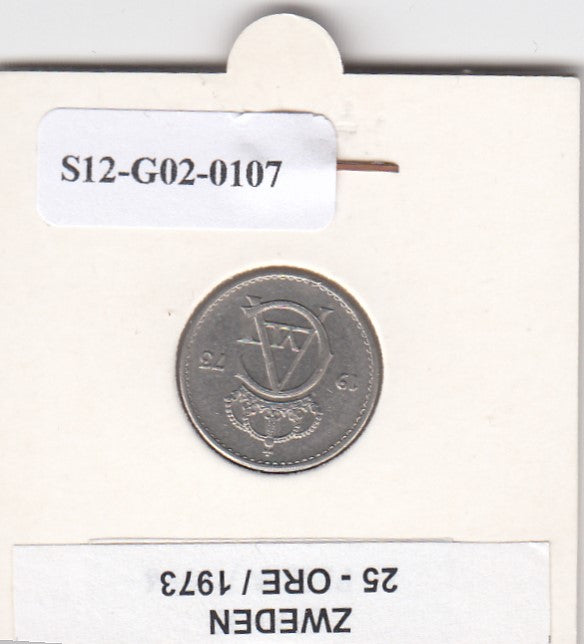 S12-G02-0107
19 73
ZWEDEN
25 - ORE / 1973